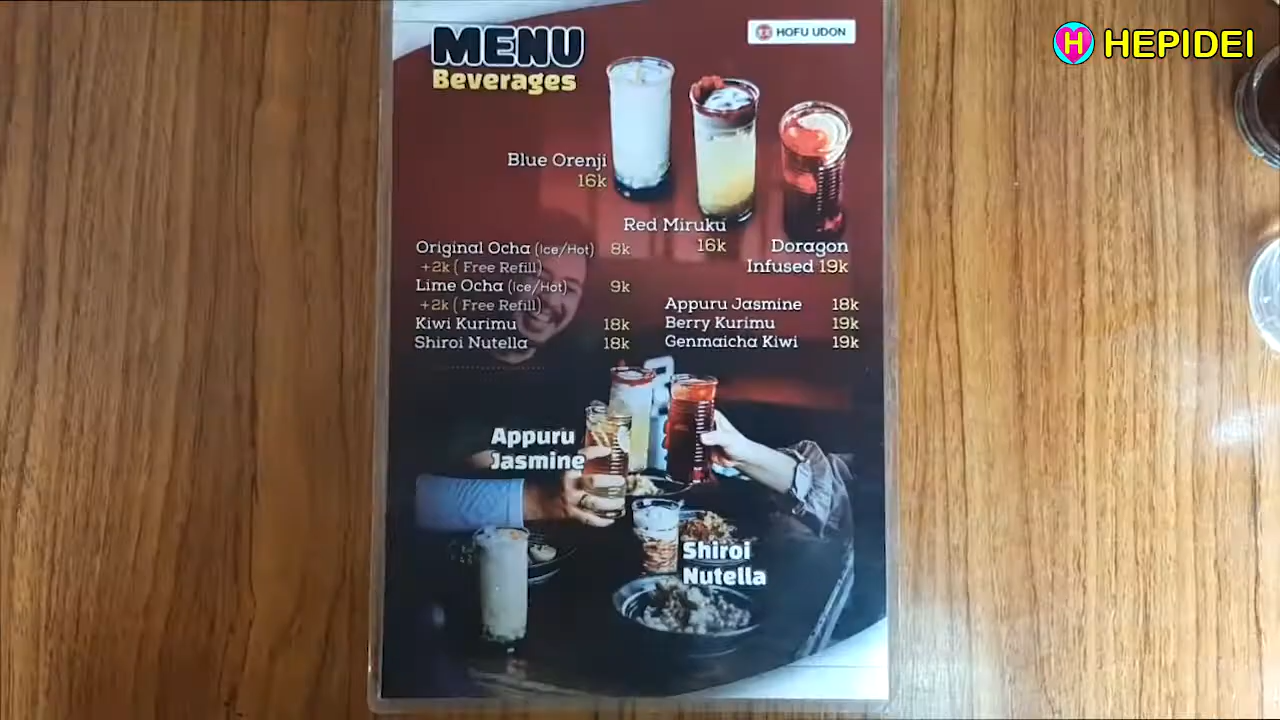 MENU
Beverages
HOFU UDON
H HEPIDEI
Blue Orenji
16k
Red Miruku
16k
Doragon
Infused 19k
Original Ocha (Ice/Hot) 8k
+2k ( Free Refill)
Lime Ocha (Ice/Hot) 9k
+2k ( Free Refill)
Kiwi Kurimu 18k
Shiroi Nutella 18k
Appuru Jasmine 18k
Berry Kurimu 19k
Genmaicha Kiwi 19k
Appuru
Jasmine
Shiroi
Nutella